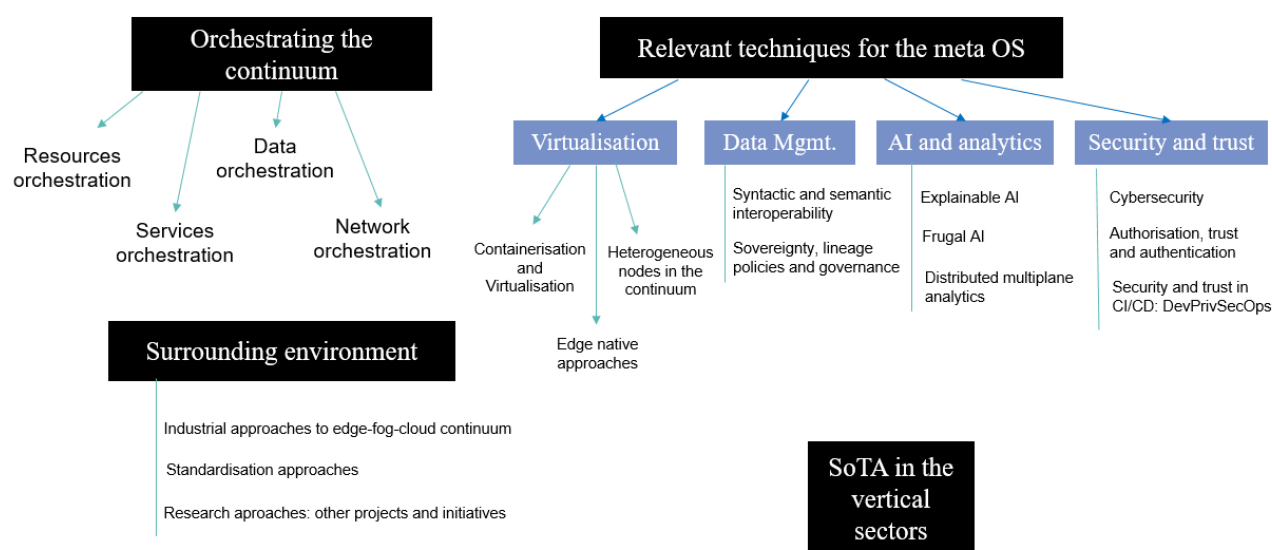 Orchestrating the
continuum
Resources
orchestration
Services
orchestration
Data
orchestration
Network
orchestration
Relevant techniques for the meta OS
Virtualisation
Containerisation
and
Virtualisation
Edge native
approaches
Heterogeneous
nodes in the
continuum
Data Mgmt.
Syntactic and semantic
interoperability
Sovereignty, lineage
policies and governance
AI and analytics
Explainable AI
Frugal AI
Distributed multiplane
analytics
Security and trust
Cybersecurity
Authorisation, trust
and authentication
Security and trust in
CI/CD: DevPrivSecOps
Surrounding environment
Industrial approaches to edge-fog-cloud continuum
Standardisation approaches
Research aproaches: other projects and initiatives
SoTA in the
vertical
sectors